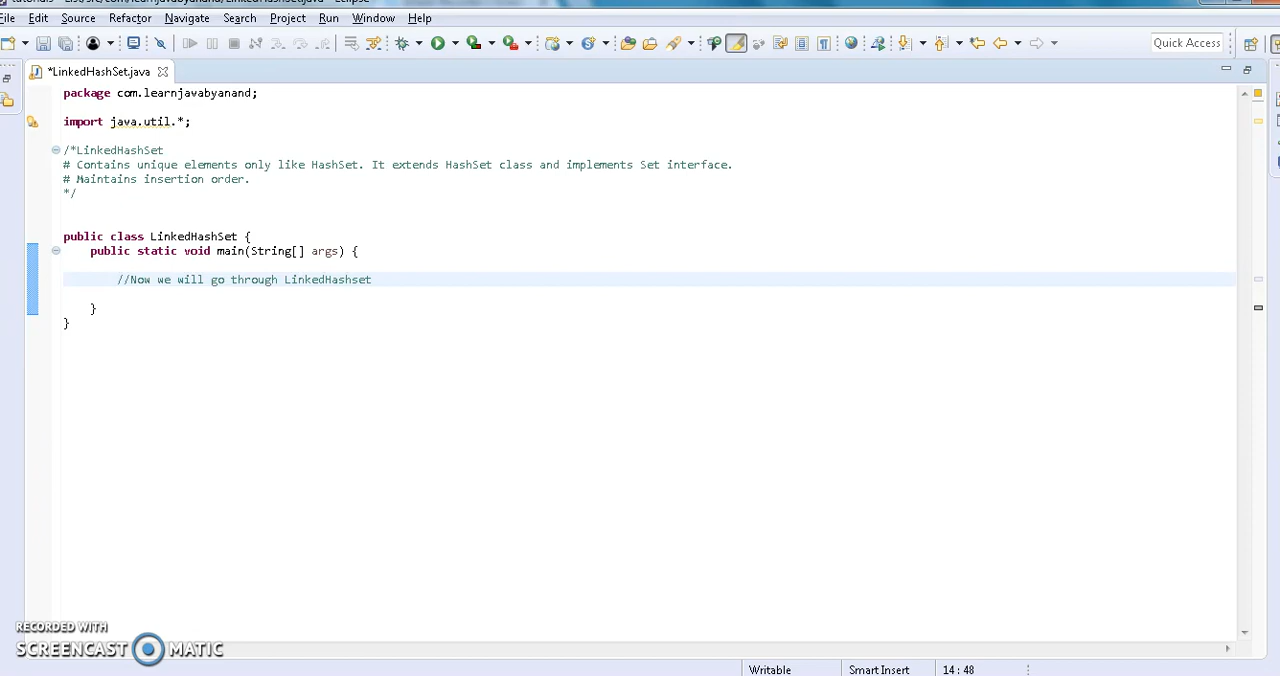 File Edit Source Refactor Navigate Search Project Run Window Help
Quick Access
*LinkedHashSet.java
package com.learnjavabyanand;
import java.util.*;
/*LinkedHashSet
# Contains unique elements only like HashSet. It extends HashSet class and implements Set interface.
# Maintains insertion order.
*/
public class LinkedHashSet {
public static void main(String[] args) {
//Now we will go through LinkedHashset
}
}
RECORDED WITH
SCREENCAST MATIC
Writable Smart Insert 14 : 48